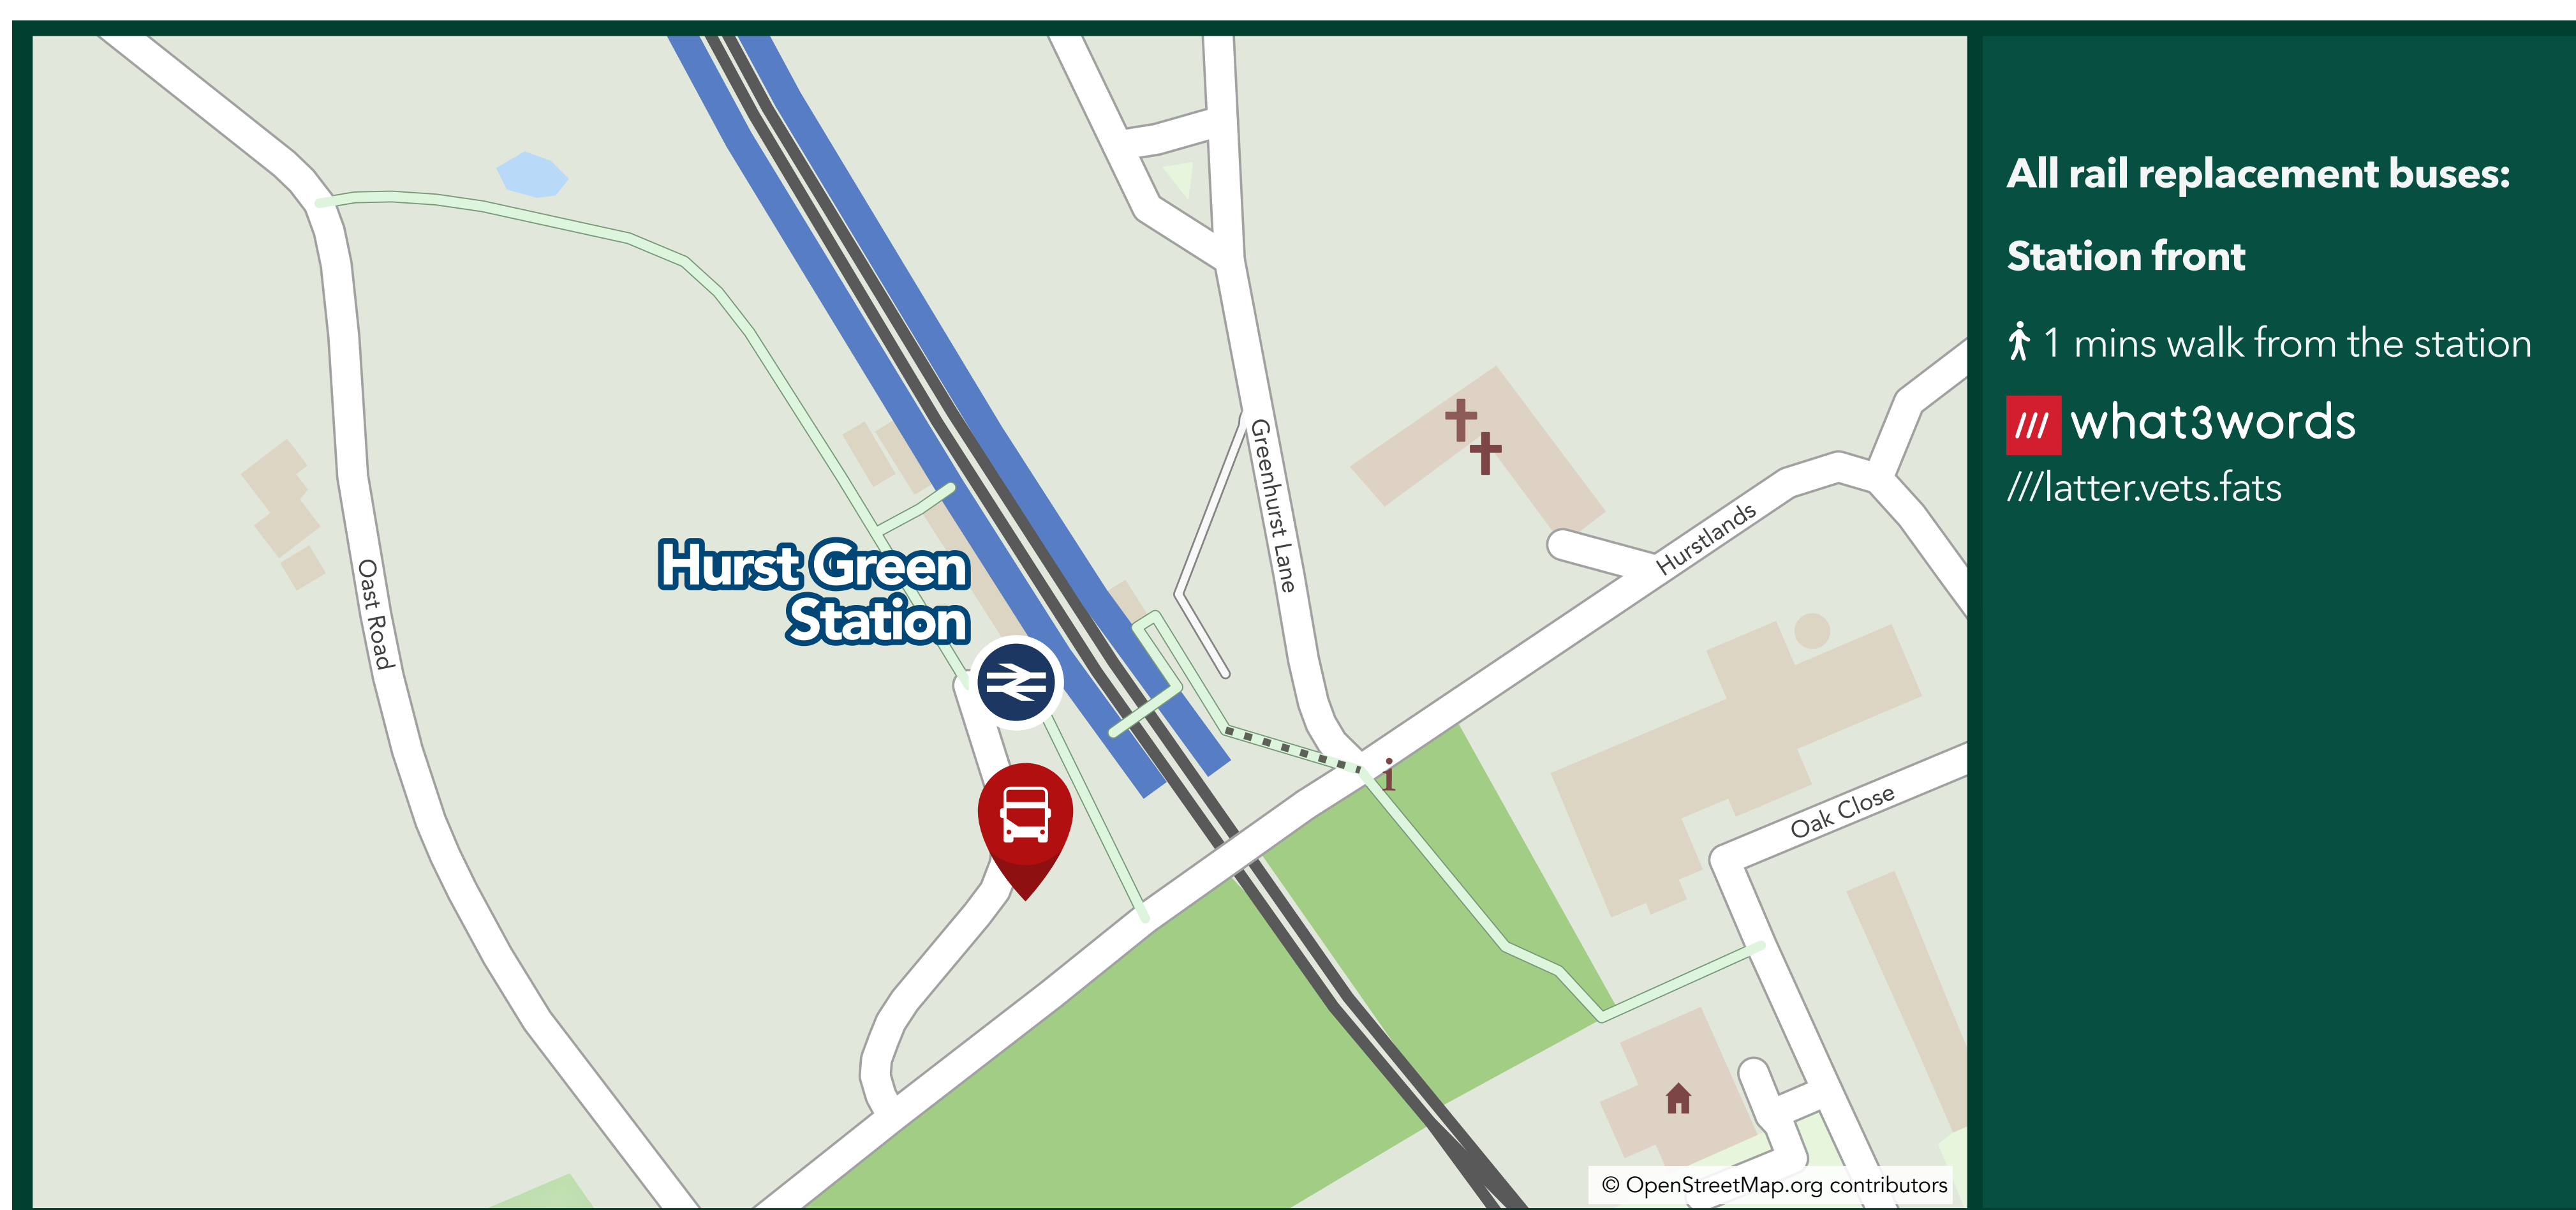 All rail replacement buses:
Station front
1 mins walk from the station
what3words
///latter.vets.fats
Greenhurst Lane
Hurstlands
Hurst Green
Station
Oast Road
i
Oak Close
© OpenStreetMap.org contributors